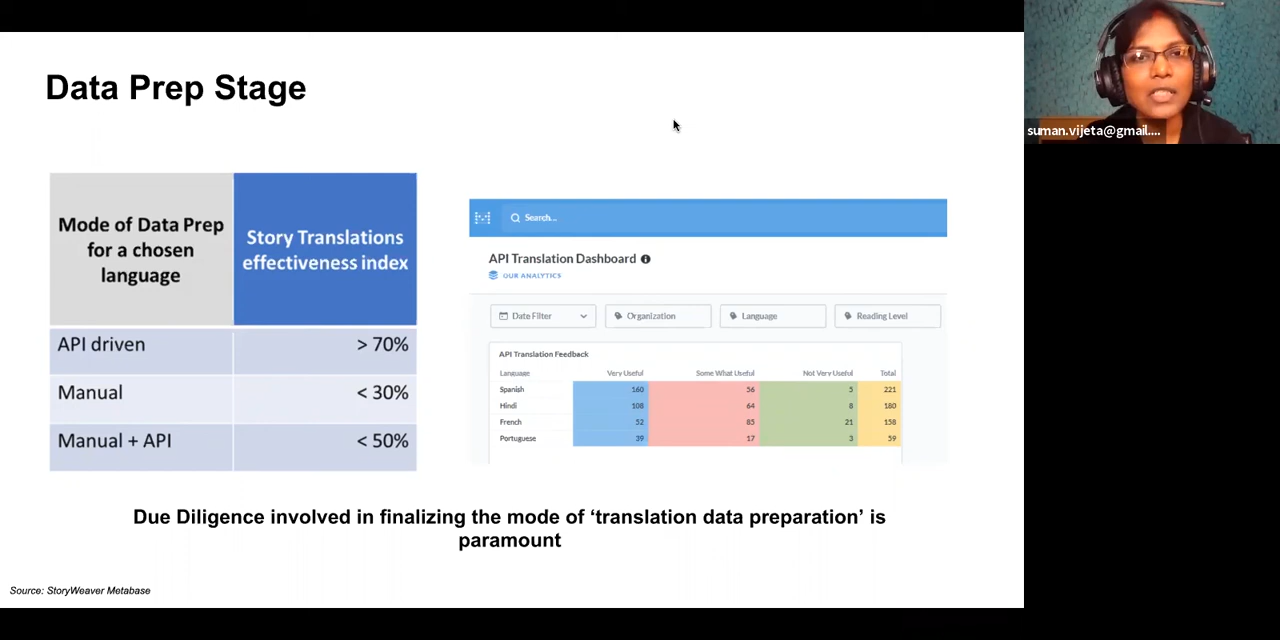 Data Prep Stage
Mode of Data Prep
for a chosen
language
Story Translations
effectiveness index
API driven > 70%
Manual < 30%
Manual + API < 50%
Search...
API Translation Dashboard
OUR ANALYTICS
Date Filter Organization Language Reading Level
API Translation Feedback
Language Very Useful Some What Useful Not Very Useful Total
Spanish 160 56 5 221
Hindi 108 64 8 180
French 52 85 21 158
Portuguese 39 17 3 59
Due Diligence involved in finalizing the mode of ‘translation data preparation’ is
paramount
Source: StoryWeaver Metabase
suman.vijeta@gmail....